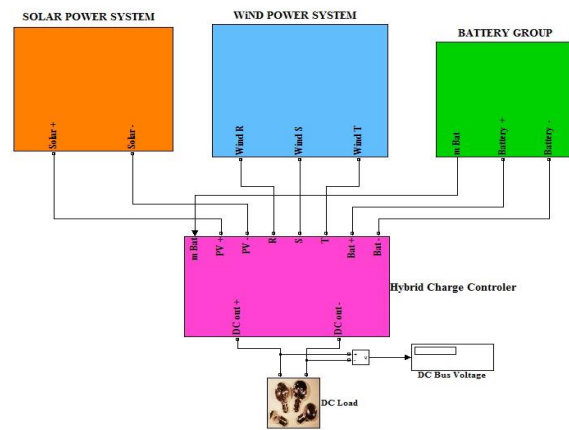 SOLAR POWER SYSTEM
WiND POWER SYSTEM
BATTERY GROUP
Solar +
Solar -
Wind R
Wind S
Wind T
m Bat
Battery +
Battery -
m Bat
PV +
PV -
R
S
T
Bat +
Bat -
Hybrid Charge Controler
DC out +
DC out -
+
-
v
DC Bus Voltage
DC Load